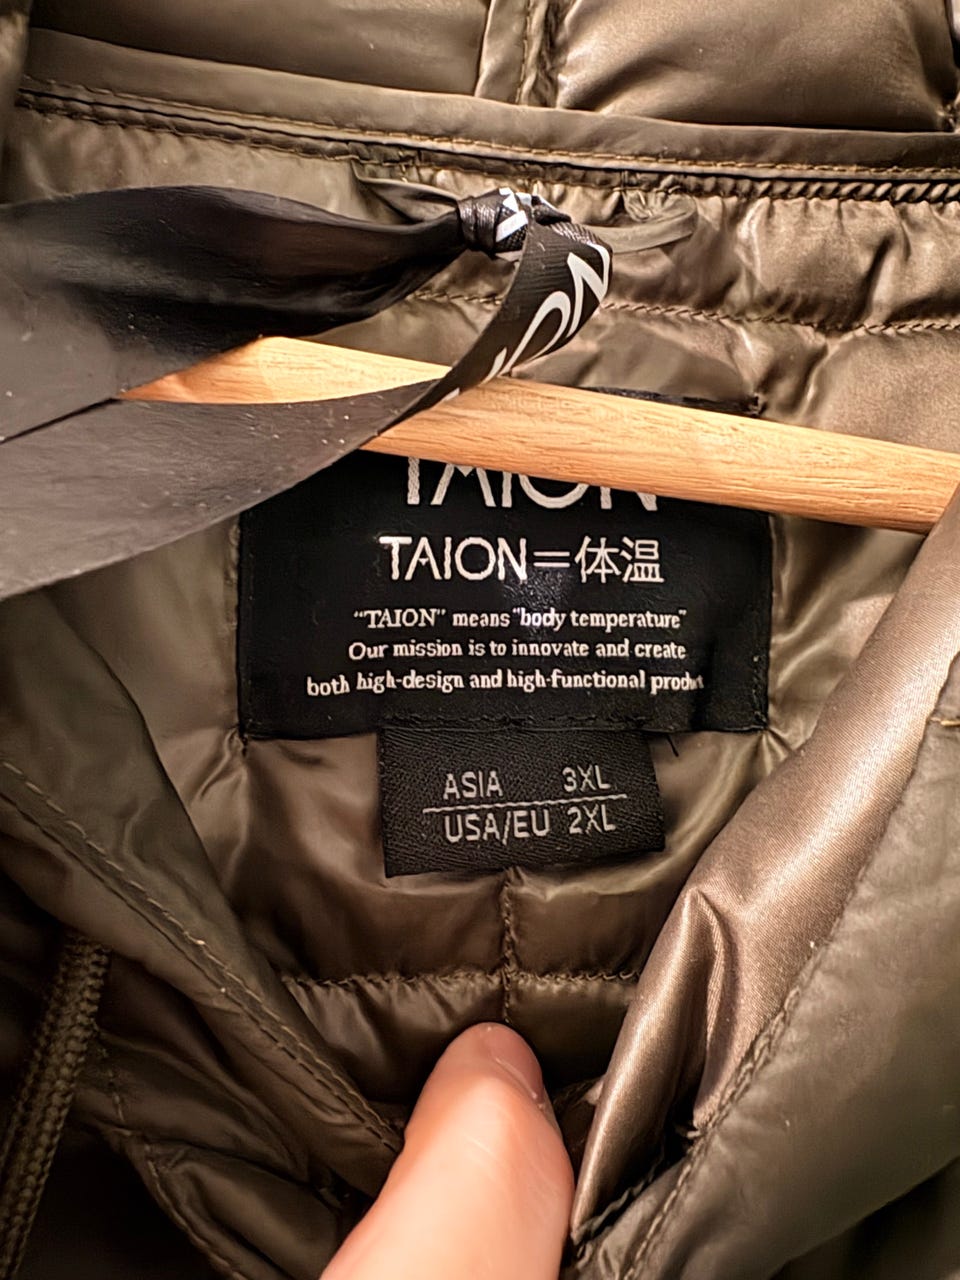 TAION
TAION=体温
“TAION” means “body temperature”
Our mission is to innovate and create
both high-design and high-functional
ASIA 3XL
USA/EU 2XL